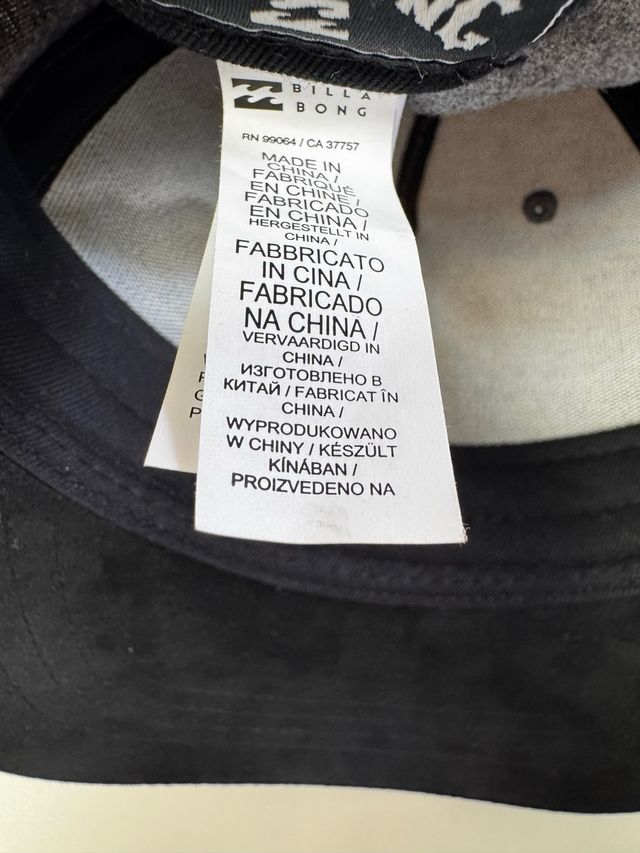 BILLA
BONG
RN 99064 / CA 37757
MADE IN
CHINA /
FABRIQUÉ
EN CHINE /
FABRICADO
EN CHINA /
HERGESTELLT IN
CHINA /
FABBRICATO
IN CINA /
FABRICADO
NA CHINA /
VERVAARDIGD IN
CHINA /
ИЗГОТОВЛЕНО В
КИТАЙ / FABRICAT ÎN
CHINA /
WYPRODUKOWANO
W CHINY / KÉSZÜLT
KÍNÁBAN /
PROIZVEDENO NA